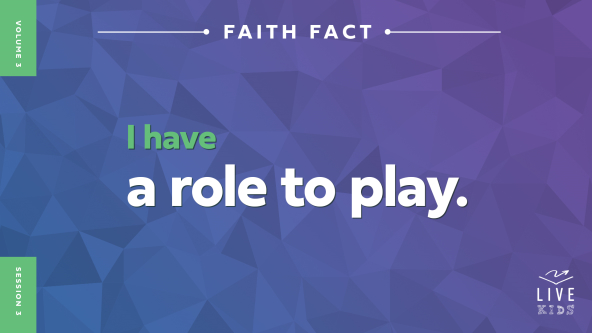 VOLUME 3
FAITH FACT
I have
a role to play.
SESSION 3
LIVE
KIDS